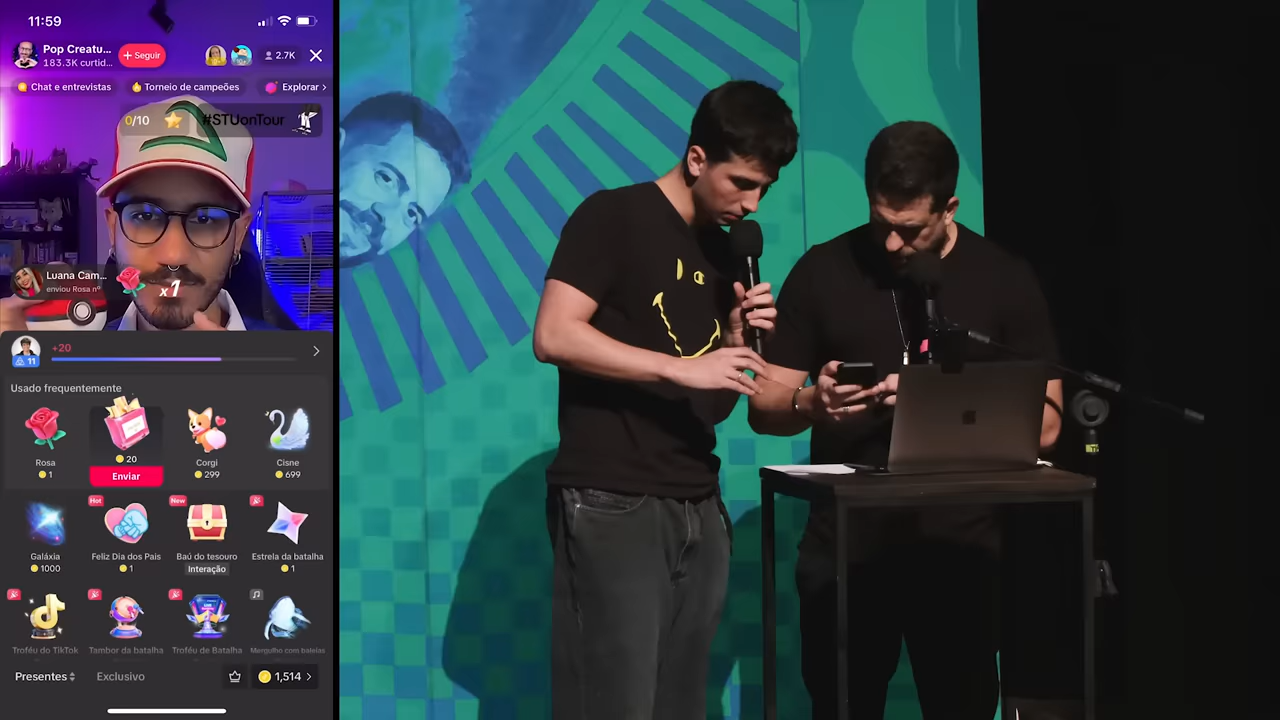 11:59
Pop Creatu...
183.3K curtid...
+ Seguir
2.7K
Chat e entrevistas
Torneio de campeões
Explorar
0/10
#STUonTour
Luana Cam...
enviou Rosa nº
x1
11
+20
Usado frequentemente
Rosa
1
20
Enviar
Corgi
299
Cisne
699
Hot
New
Galáxia
1000
Feliz Dia dos Pais
1
Baú do tesouro
Interação
Estrela da batalha
1
Troféu do TikTok
Tambor da batalha
Troféu de Batalha
Mergulho com baleias
Presentes
Exclusivo
1,514